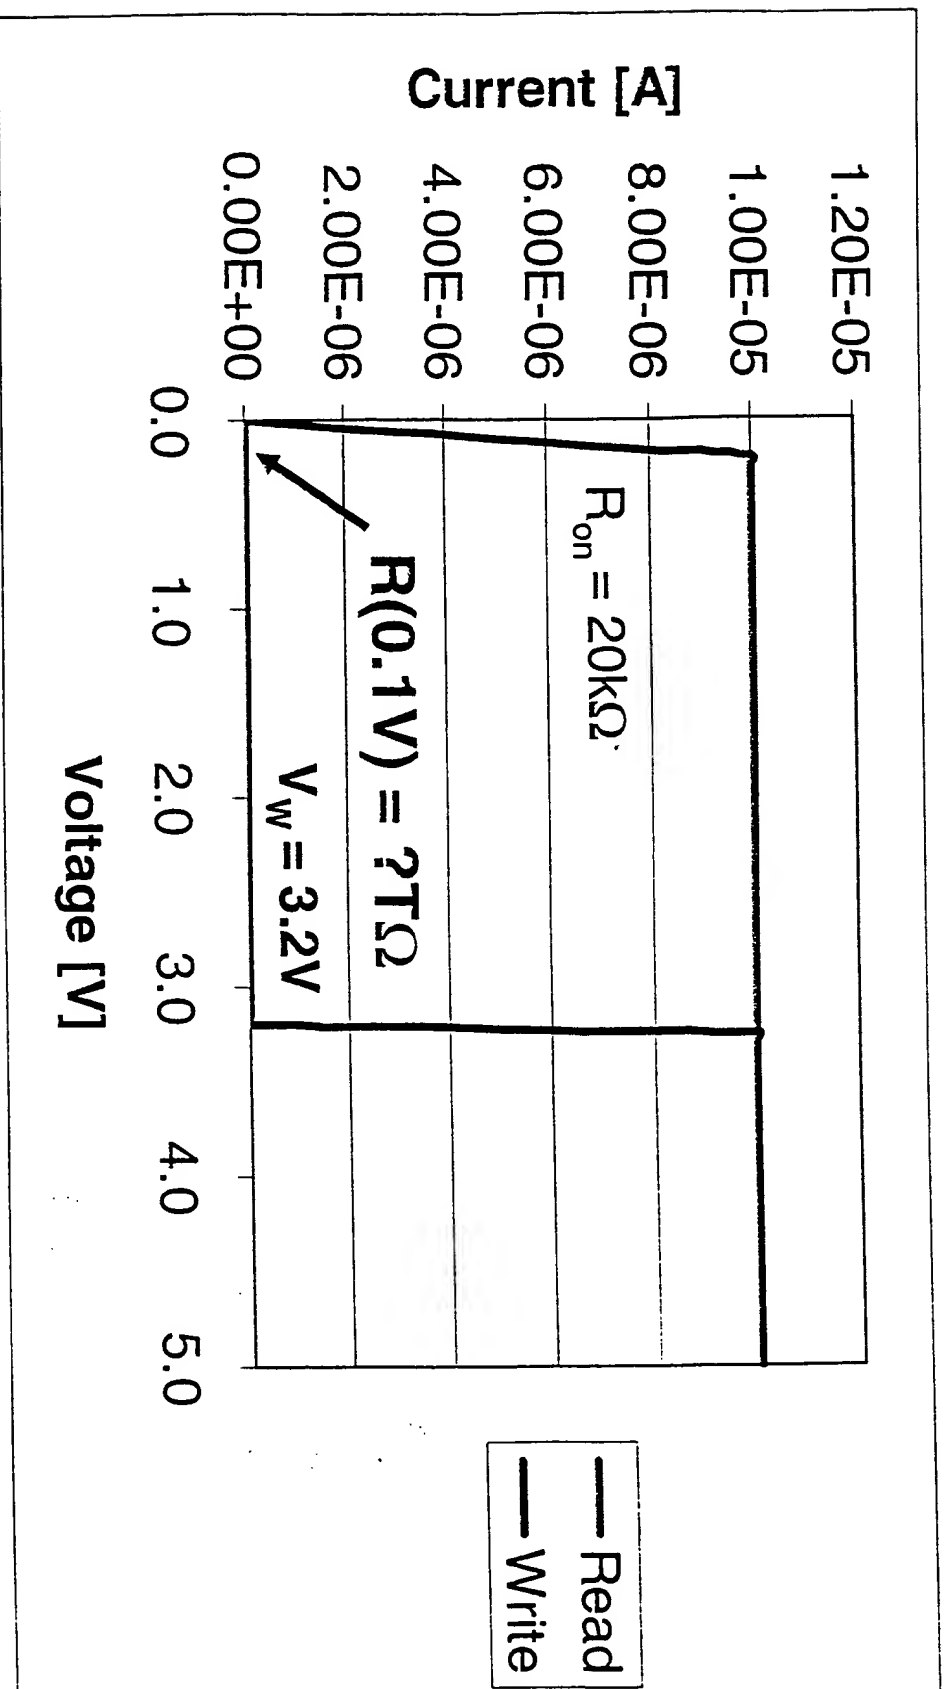 Current [A]
1.20E-05
1.00E-05
8.00E-06
6.00E-06
4.00E-06
2.00E-06
0.00E+00
R_on = 20kΩ
R(0.1V) = ?TΩ
V_W = 3.2V
0.0 1.0 2.0 3.0 4.0 5.0
Voltage [V]
Read
Write